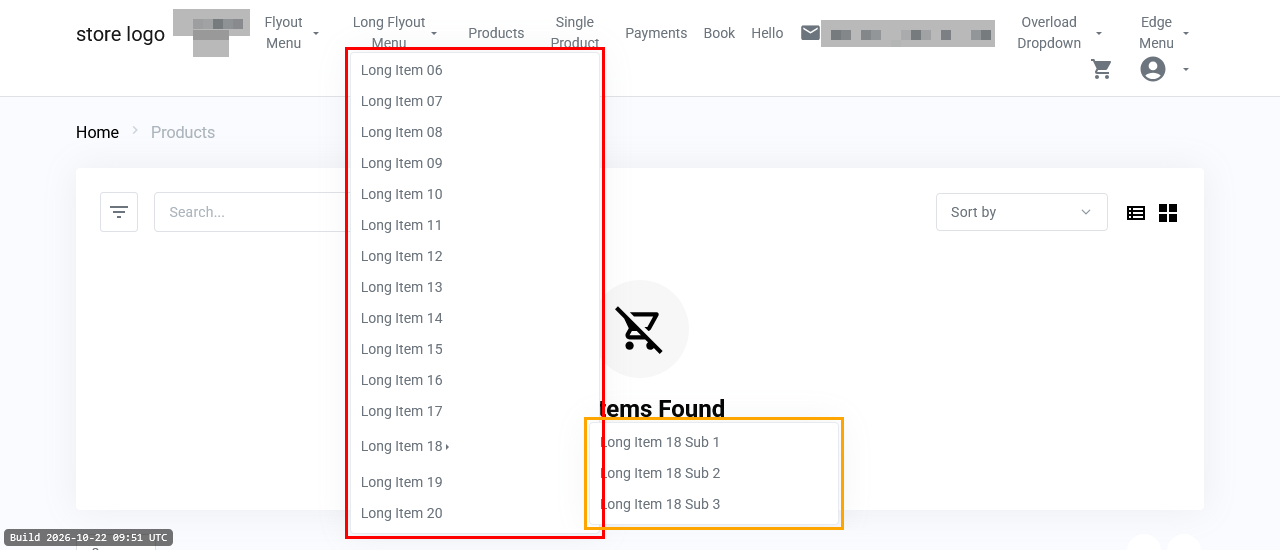 store logo
Flyout
Menu
Long Flyout
Menu
Products
Single
Product
Payments
Book
Hello
Overload
Dropdown
Edge
Menu
Home
Products
Search...
Sort by
Long Item 06
Long Item 07
Long Item 08
Long Item 09
Long Item 10
Long Item 11
Long Item 12
Long Item 13
Long Item 14
Long Item 15
Long Item 16
Long Item 17
Long Item 18
Long Item 19
Long Item 20
tems Found
Long Item 18 Sub 1
Long Item 18 Sub 2
Long Item 18 Sub 3
Build 2026-10-22 09:51 UTC